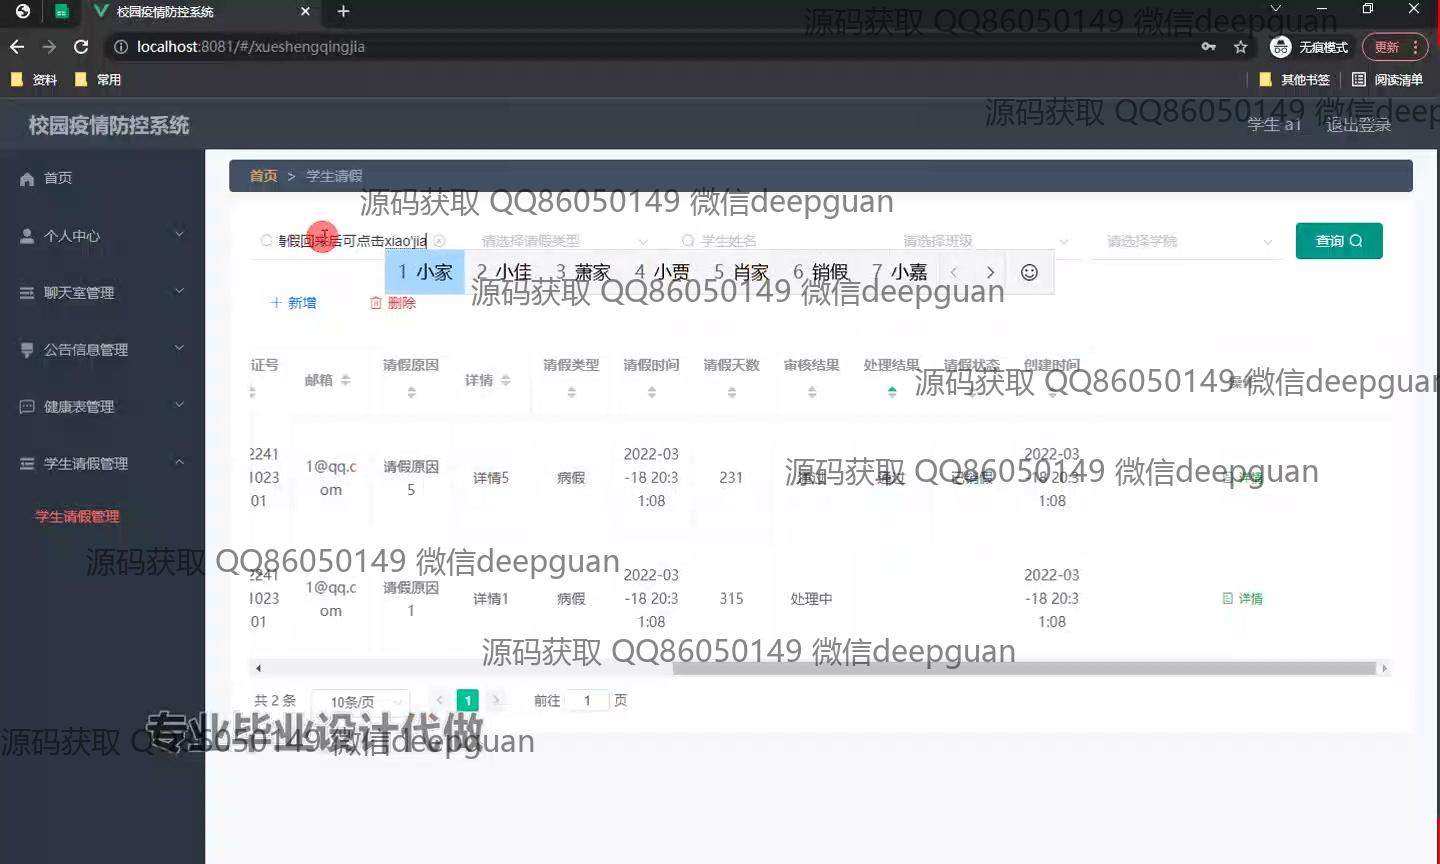 校园疫情防控系统
localhost:8081/#/xueshengqingjia
无痕模式
更新
资料
常用
其他书签
阅读清单
源码获取 QQ86050149 微信deepguan
校园疫情防控系统
源码获取 QQ86050149 微信deep
学生 a1
退出登录
首页
个人中心
聊天室管理
公告信息管理
健康表管理
学生请假管理
学生请假管理
首页 > 学生请假
源码获取 QQ86050149 微信deepguan
请假回来后可点击xiao'jia
请选择请假类型
学生姓名
请选择班级
请选择学院
查询
1 小家 2 小佳 3 萧家 4 小贾 5 肖家 6 销假 7 小嘉
源码获取 QQ86050149 微信deepguan
新增
删除
证号 邮箱 请假原因 详情 请假类型 请假时间 请假天数 审核结果 处理结果 请假状态 创建时间
源码获取 QQ86050149 微信deepguan
2241
1023
01
1@qq.c
om
请假原因
5
详情5
病假
2022-03
-18 20:3
1:08
231
通过
通过
已销假
2022-03
-18 20:3
1:08
详情
源码获取 QQ86050149 微信deepguan
源码获取 QQ86050149 微信deepguan
2241
1023
01
1@qq.c
om
请假原因
1
详情1
病假
2022-03
-18 20:3
1:08
315
处理中
2022-03
-18 20:3
1:08
详情
源码获取 QQ86050149 微信deepguan
共 2 条
10条/页
1
前往 1 页
专业毕业设计代做
源码获取 QQ86050149 微信deepguan